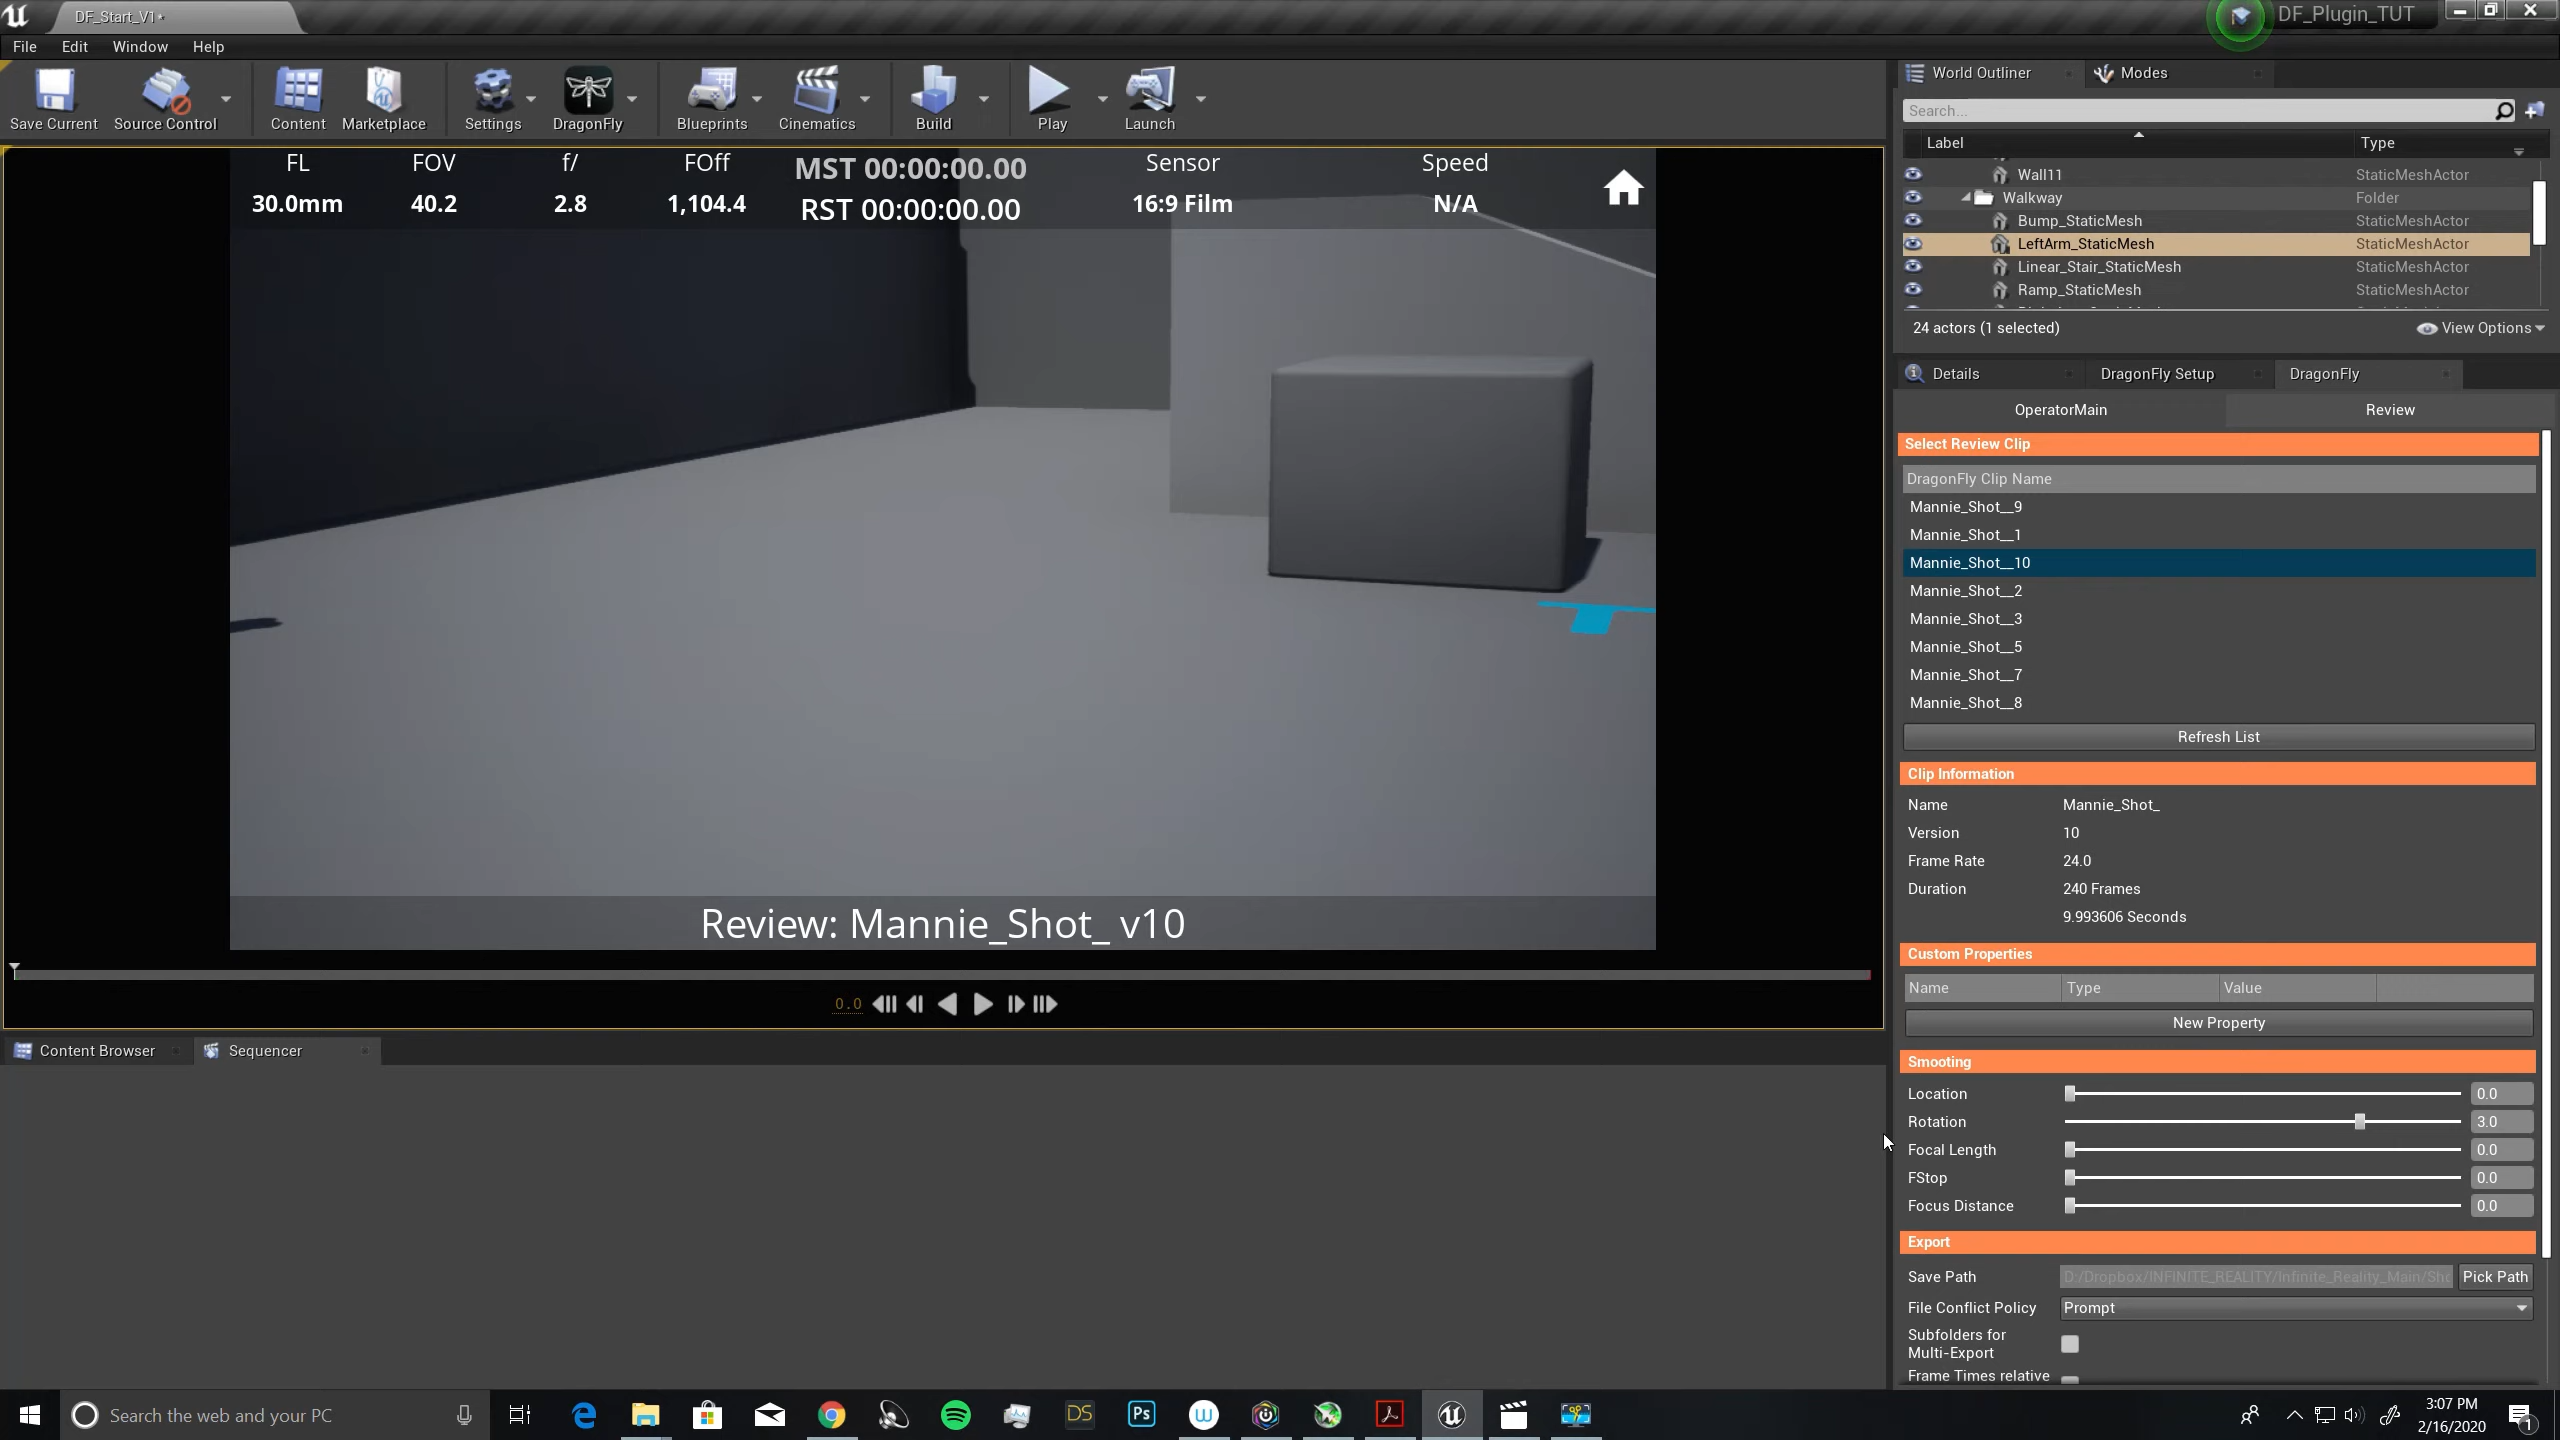 DF_Start_V1*
DF_Plugin_TUT
File Edit Window Help
Save Current
Source Control
Content
Marketplace
Settings
DragonFly
Blueprints
Cinematics
Build
Play
Launch
FL FOV f/ FOff MST 00:00:00.00 Sensor Speed
30.0mm 40.2 2.8 1,104.4 RST 00:00:00.00 16:9 Film N/A
Review: Mannie_Shot_ v10
0.0
Content Browser
Sequencer
World Outliner
Modes
Search...
Label Type
Wall11 StaticMeshActor
Walkway Folder
Bump_StaticMesh StaticMeshActor
LeftArm_StaticMesh StaticMeshActor
Linear_Stair_StaticMesh StaticMeshActor
Ramp_StaticMesh StaticMeshActor
24 actors (1 selected)
View Options
Details
DragonFly Setup
DragonFly
OperatorMain
Review
Select Review Clip
DragonFly Clip Name
Mannie_Shot__9
Mannie_Shot__1
Mannie_Shot__10
Mannie_Shot__2
Mannie_Shot__3
Mannie_Shot__5
Mannie_Shot__7
Mannie_Shot__8
Refresh List
Clip Information
Name Mannie_Shot_
Version 10
Frame Rate 24.0
Duration 240 Frames
9.993606 Seconds
Custom Properties
Name Type Value
New Property
Smooting
Location 0.0
Rotation 3.0
Focal Length 0.0
FStop 0.0
Focus Distance 0.0
Export
Save Path D:/Dropbox/INFINITE_REALITY/Infinite_Reality_Main/Sho Pick Path
File Conflict Policy Prompt
Subfolders for
Multi-Export
Frame Times relative
Search the web and your PC
DS
Ps
3:07 PM
2/16/2020
1